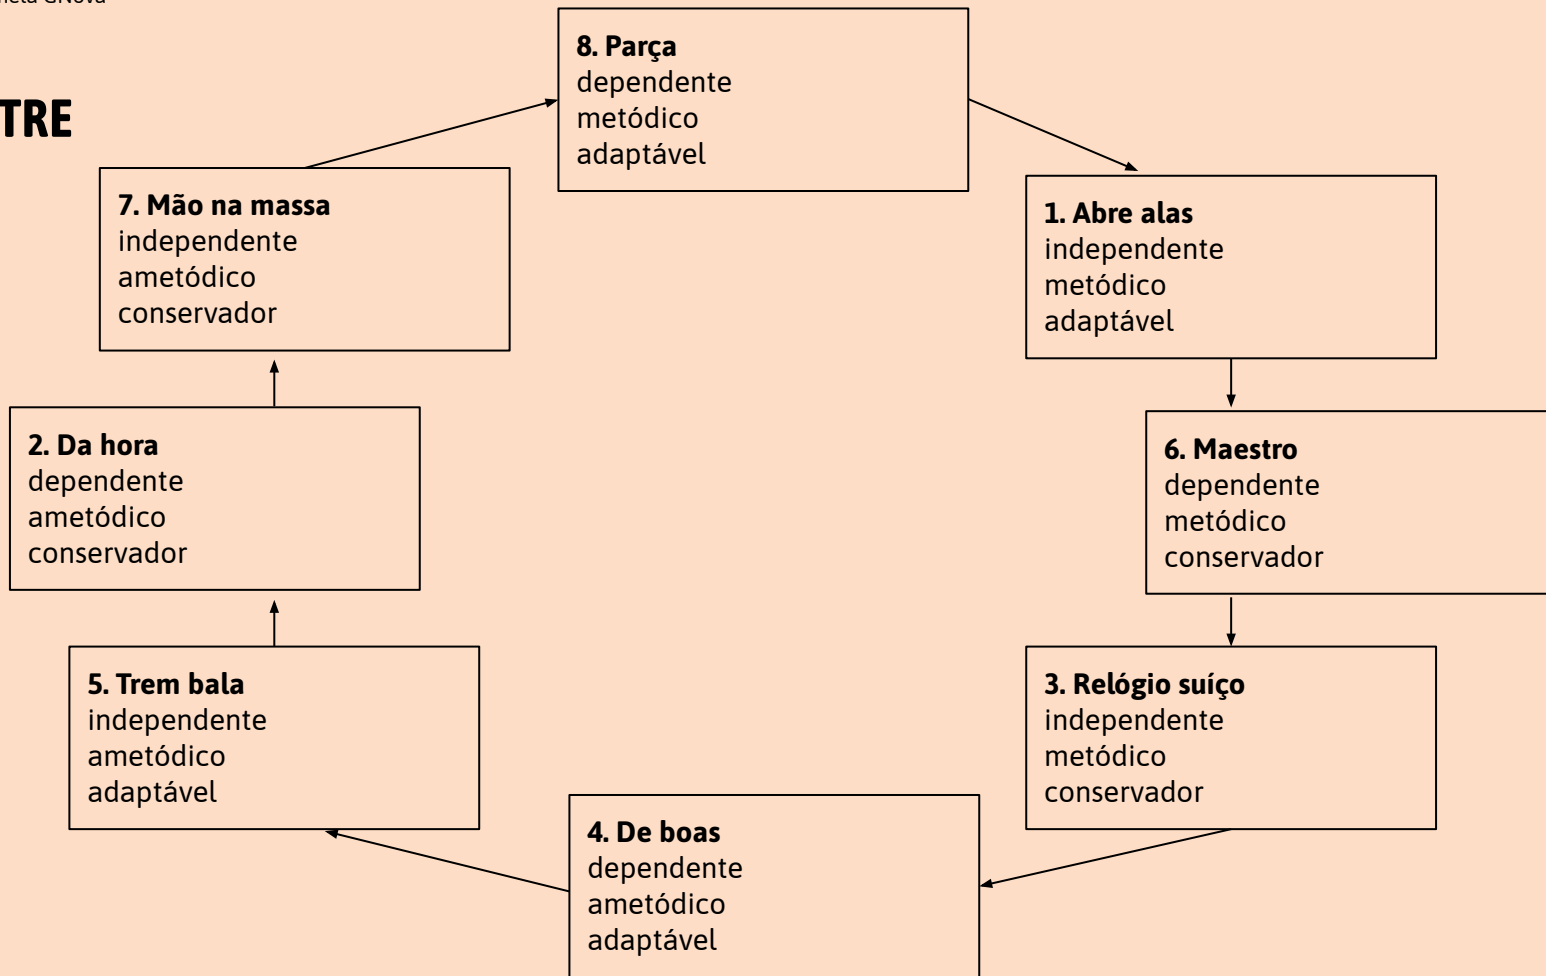 GNova
TRE
8. Parça
dependente
metódico
adaptável
7. Mão na massa
independente
ametódico
conservador
1. Abre alas
independente
metódico
adaptável
2. Da hora
dependente
ametódico
conservador
6. Maestro
dependente
metódico
conservador
5. Trem bala
independente
ametódico
adaptável
3. Relógio suíço
independente
metódico
conservador
4. De boas
dependente
ametódico
adaptável